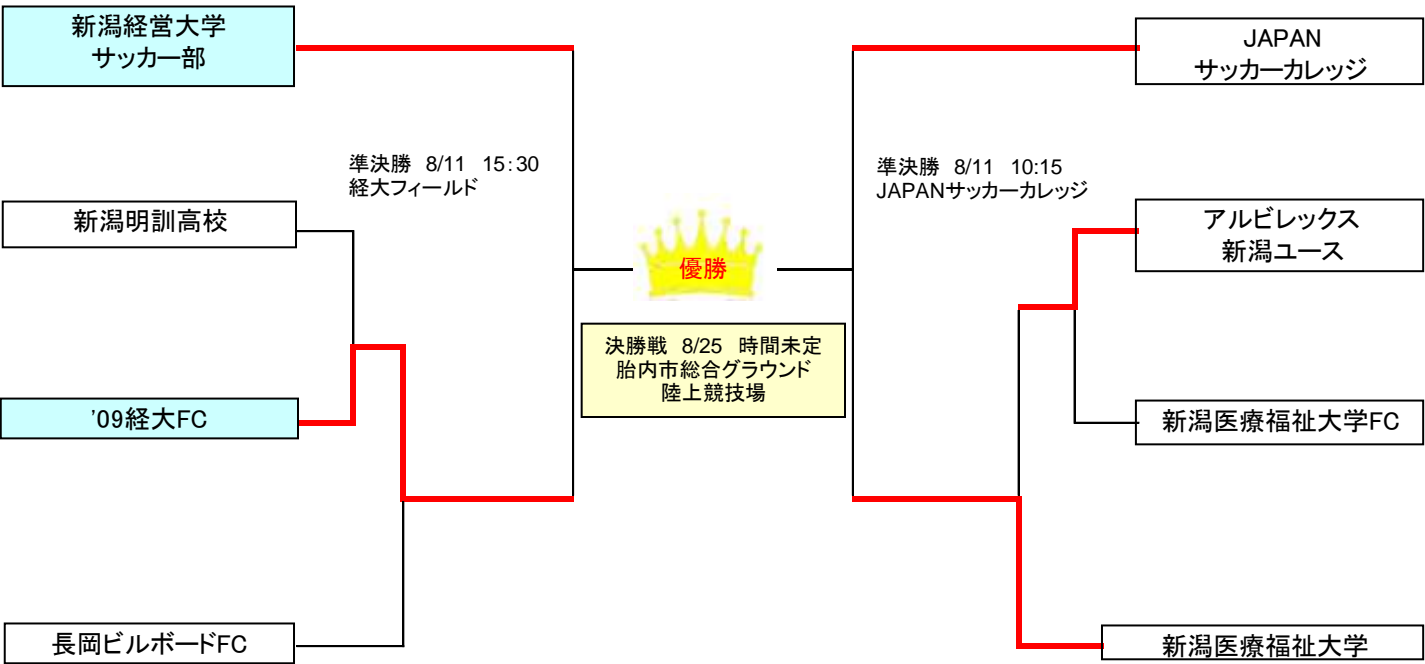 新潟経営大学
サッカー部
JAPAN
サッカーカレッジ
準決勝 8/11 15:30
経大フィールド
準決勝 8/11 10:15
JAPANサッカーカレッジ
新潟明訓高校
アルビレックス
新潟ユース
優勝
決勝戦 8/25 時間未定
胎内市総合グラウンド
陸上競技場
'09経大FC
新潟医療福祉大学FC
長岡ビルボードFC
新潟医療福祉大学